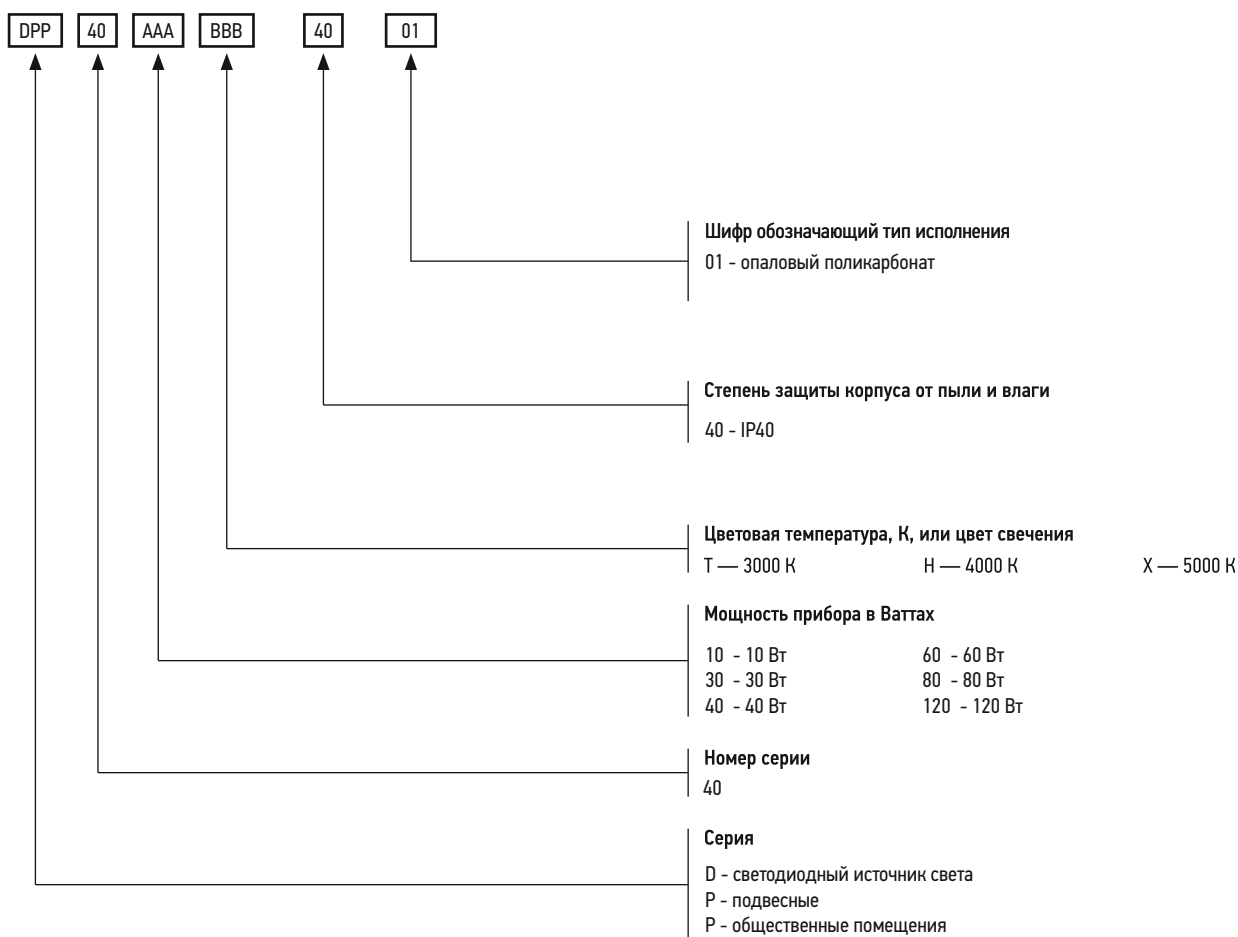 DPP 40 AAA BBB 40 01
Шифр обозначающий тип исполнения
01 - опаловый поликарбонат
Степень защиты корпуса от пыли и влаги
40 - IP40
Цветовая температура, К, или цвет свечения
Т — 3000 К Н — 4000 К Х — 5000 К
Мощность прибора в Ваттах
10 - 10 Вт 60 - 60 Вт
30 - 30 Вт 80 - 80 Вт
40 - 40 Вт 120 - 120 Вт
Номер серии
40
Серия
D - светодиодный источник света
P - подвесные
P - общественные помещения